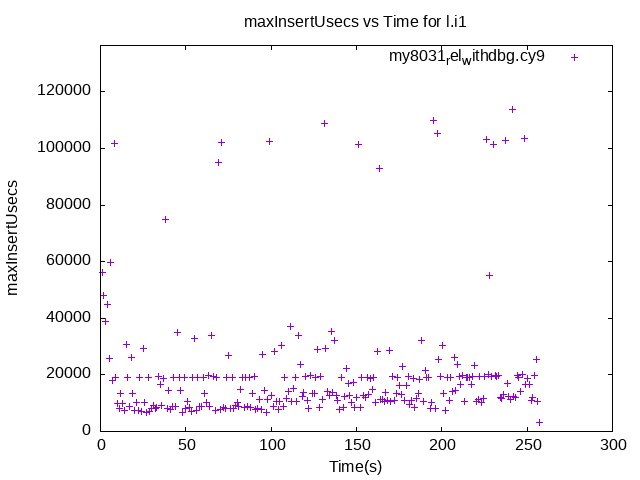 maxInsertUsecs vs Time for l.i1
my8031relwithdbg.cy9
maxInsertUsecs
120000
100000
80000
60000
40000
20000
0
0 50 100 150 200 250 300
Time(s)